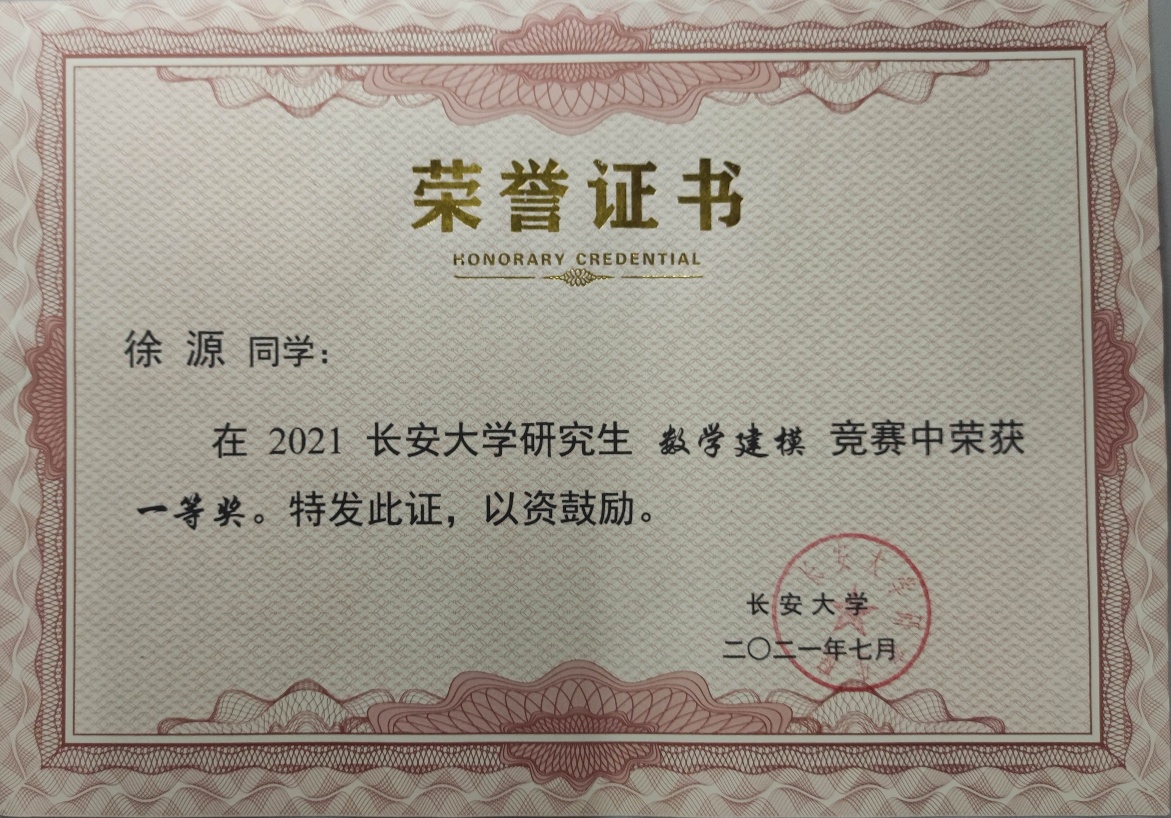 荣誉证书
HONORARY CREDENTIAL
徐 源 同学：
在 2021 长安大学研究生 数学建模 竞赛中荣获
一等奖。特发此证，以资鼓励。
长安大学
二〇二一年七月
长安大学研